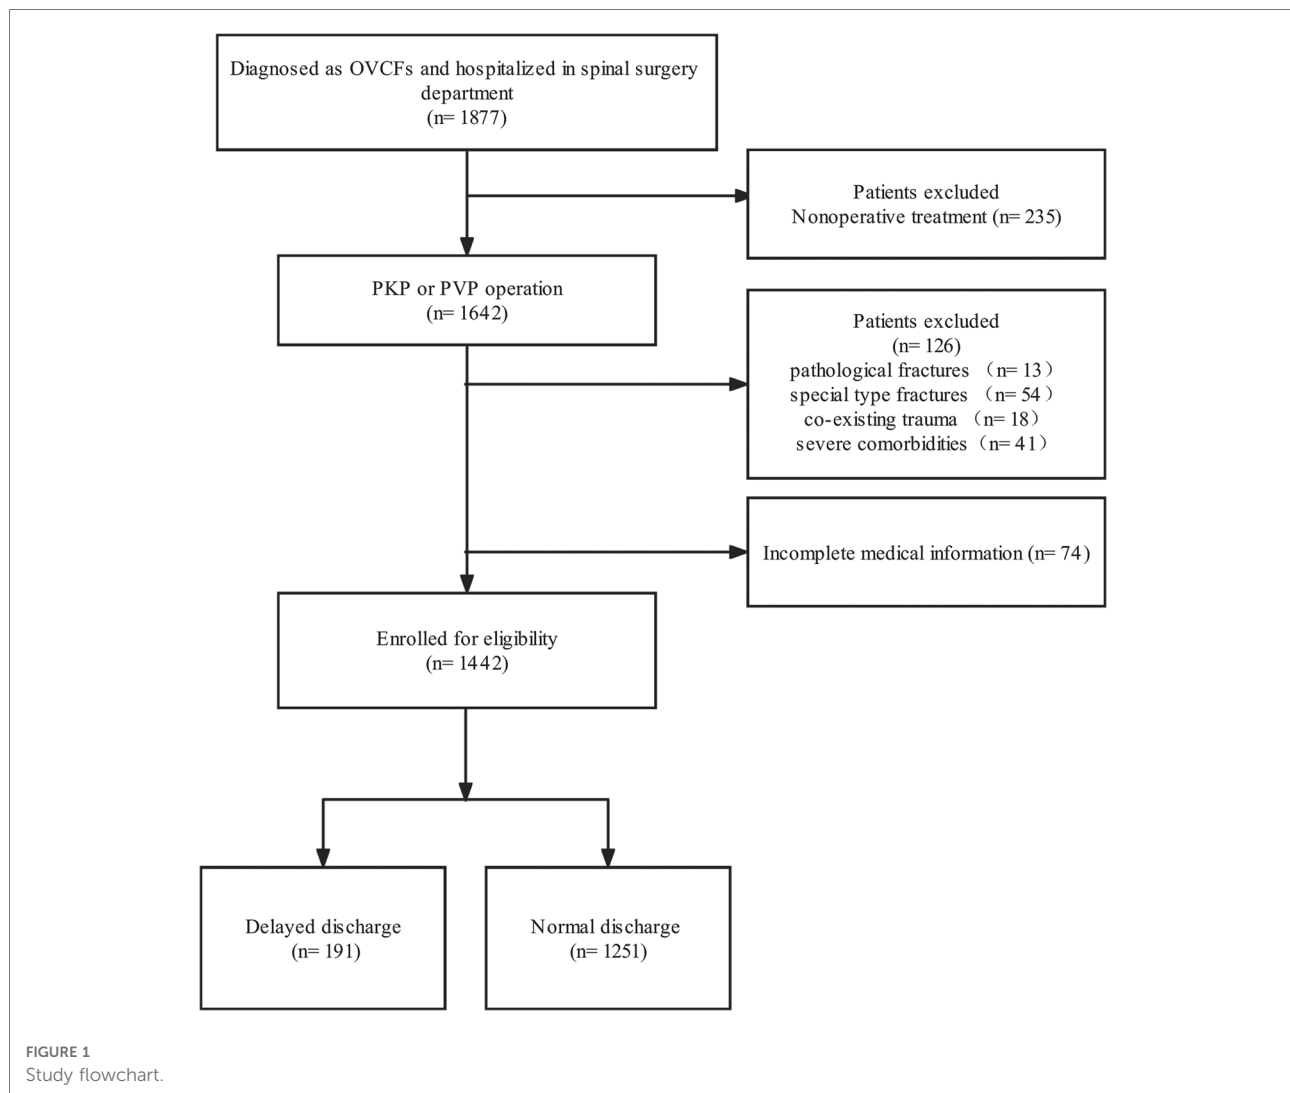 Diagnosed as OVCFs and hospitalized in spinal surgery
department
(n= 1877)
Patients excluded
Nonoperative treatment (n= 235)
PKP or PVP operation
(n= 1642)
Patients excluded
(n= 126)
pathological fractures （n= 13）
special type fractures （n= 54）
co-existing trauma （n= 18）
severe comorbidities（n= 41）
Incomplete medical information (n= 74)
Enrolled for eligibility
(n= 1442)
Delayed discharge
(n= 191)
Normal discharge
(n= 1251)
FIGURE 1
Study flowchart.